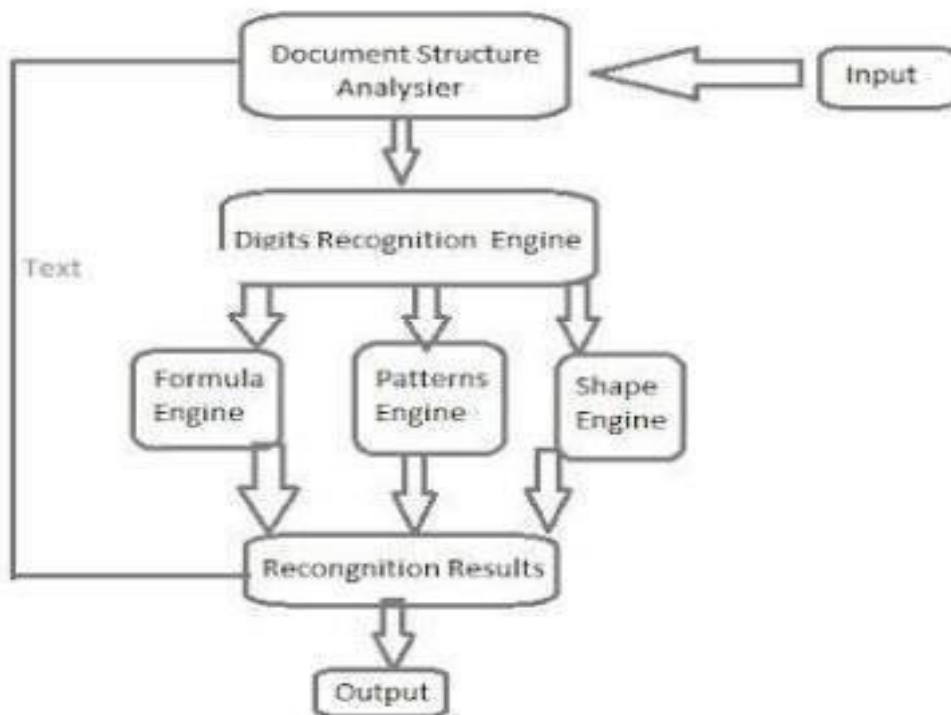 Document Structure
Analysier
Input
Digits Recognition Engine
Text
Formula
Engine
Patterns
Engine
Shape
Engine
Recongnition Results
Output